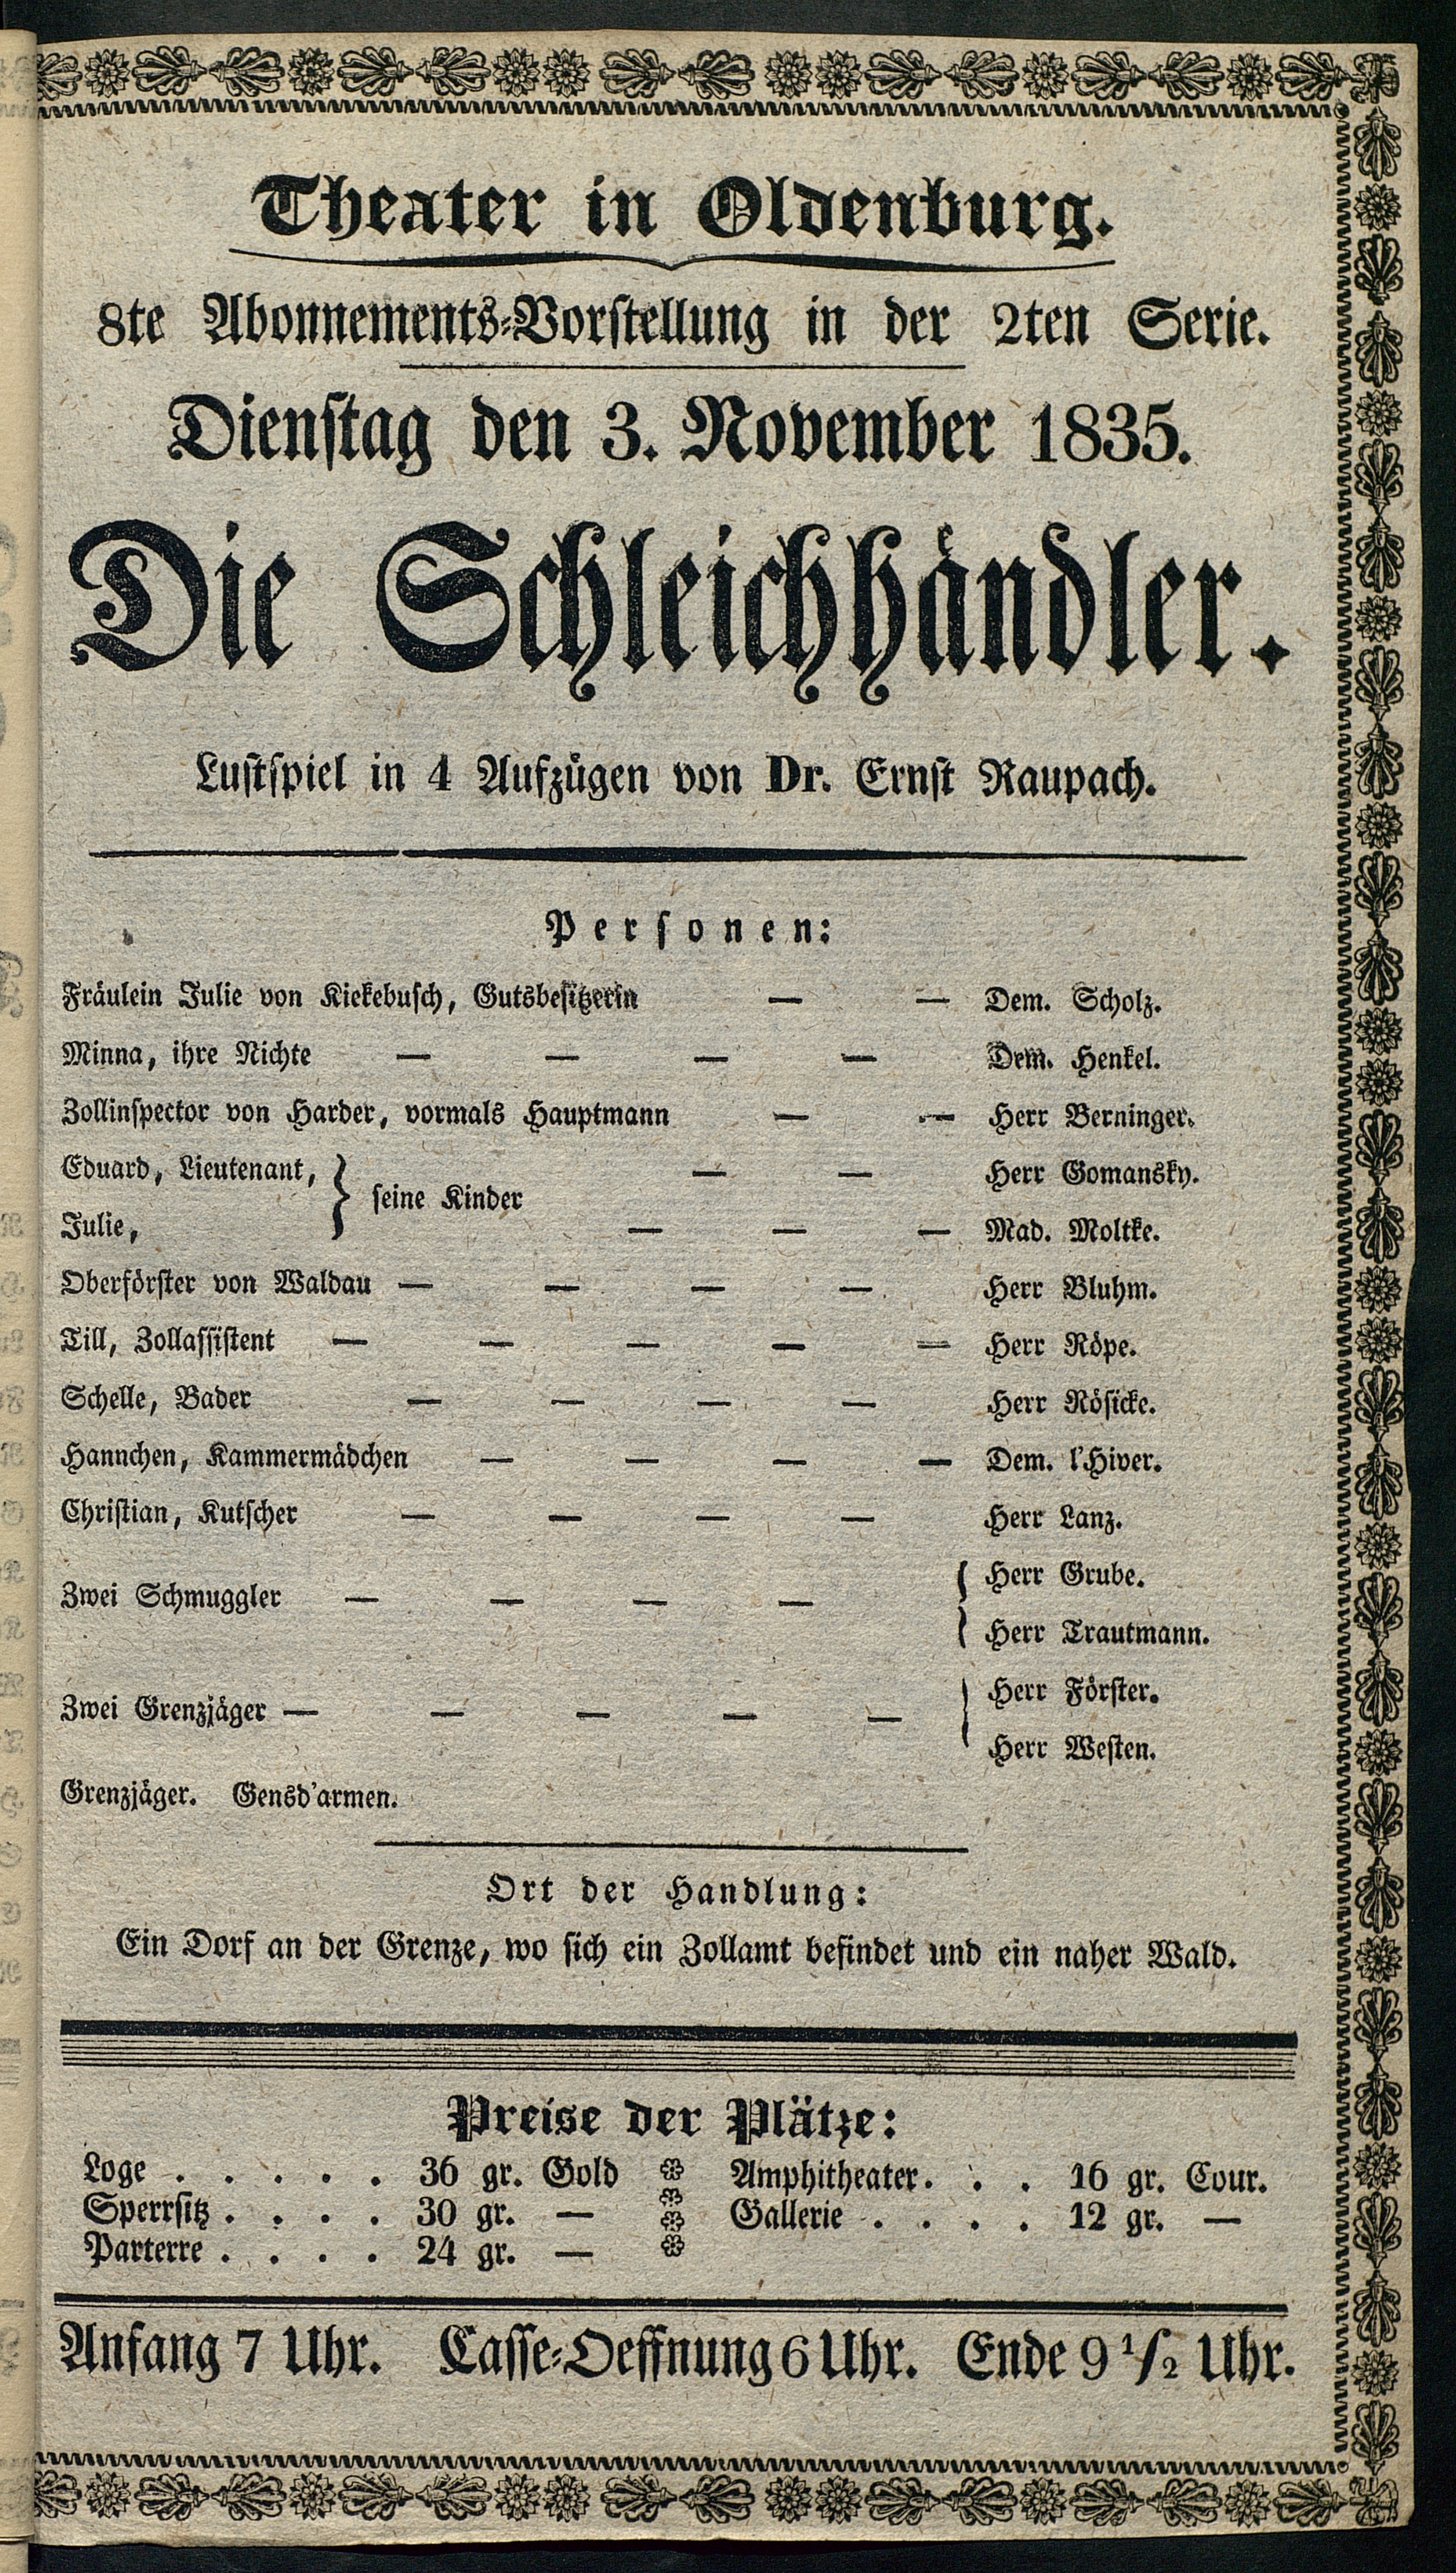 Theater in Oldenburg.
8te Abonnements-Vorstellung in der 2ten Serie.
Dienstag den 3. November 1835.
Die Schleichhändler.
Lustspiel in 4 Aufzügen von Dr. Ernst Raupach.
Personen:
Fräulein Julie von Kiekebusch, Gutsbesitzerin — — Dem. Scholz.
Minna, ihre Nichte — — — — Dem. Henkel.
Zollinspector von Harder, vormals Hauptmann — — Herr Berninger.
Eduard, Lieutenant, } seine Kinder — — Herr Gomansky.
Julie, — — — Mad. Moltke.
Oberförster von Waldau — — — — Herr Bluhm.
Till, Zollassistent — — — — — Herr Röpe.
Schelle, Bader — — — — Herr Rösicke.
Hannchen, Kammermädchen — — — — Dem. l'Hiver.
Christian, Kutscher — — — — Herr Lanz.
Zwei Schmuggler — — — — { Herr Grube.
Herr Trautmann.
Zwei Grenzjäger — — — — — { Herr Förster.
Herr Westen.
Grenzjäger. Gensd'armen.
Ort der Handlung:
Ein Dorf an der Grenze, wo sich ein Zollamt befindet und ein naher Wald.
Preise der Plätze:
Loge . . . . . 36 gr. Gold Amphitheater. . . 16 gr. Cour.
Sperrsitz . . . . 30 gr. — Gallerie . . . . 12 gr. —
Parterre . . . . 24 gr. —
Anfang 7 Uhr. Casse-Oeffnung 6 Uhr. Ende 9 1/2 Uhr.